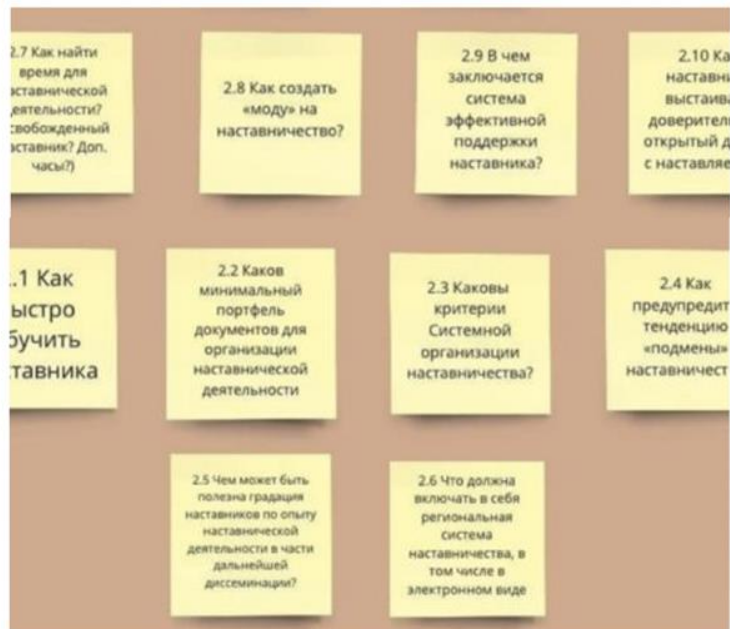 2.7 Как найти
время для
наставнической
деятельности?
свобожденный
наставник? Доп.
часы?)
2.8 Как создать
«моду» на
наставничество?
2.9 В чем
заключается
система
эффективной
поддержки
наставника?
2.10 Ка
наставни
выстаива
доверитель
открытый д
с наставляе
.1 Как
ыстро
бучить
ставника
2.2 Каков
минимальный
портфель
документов для
организации
наставнической
деятельности
2.3 Каковы
критерии
Системной
организации
наставничества?
2.4 Как
предупредит
тенденцию
«подмены»
наставничест
2.5 Чем может быть
полезна градация
наставников по опыту
наставнической
деятельности в части
дальнейшей
диссеминации?
2.6 Что должна
включать в себя
региональная
система
наставничества, в
том числе в
электронном виде